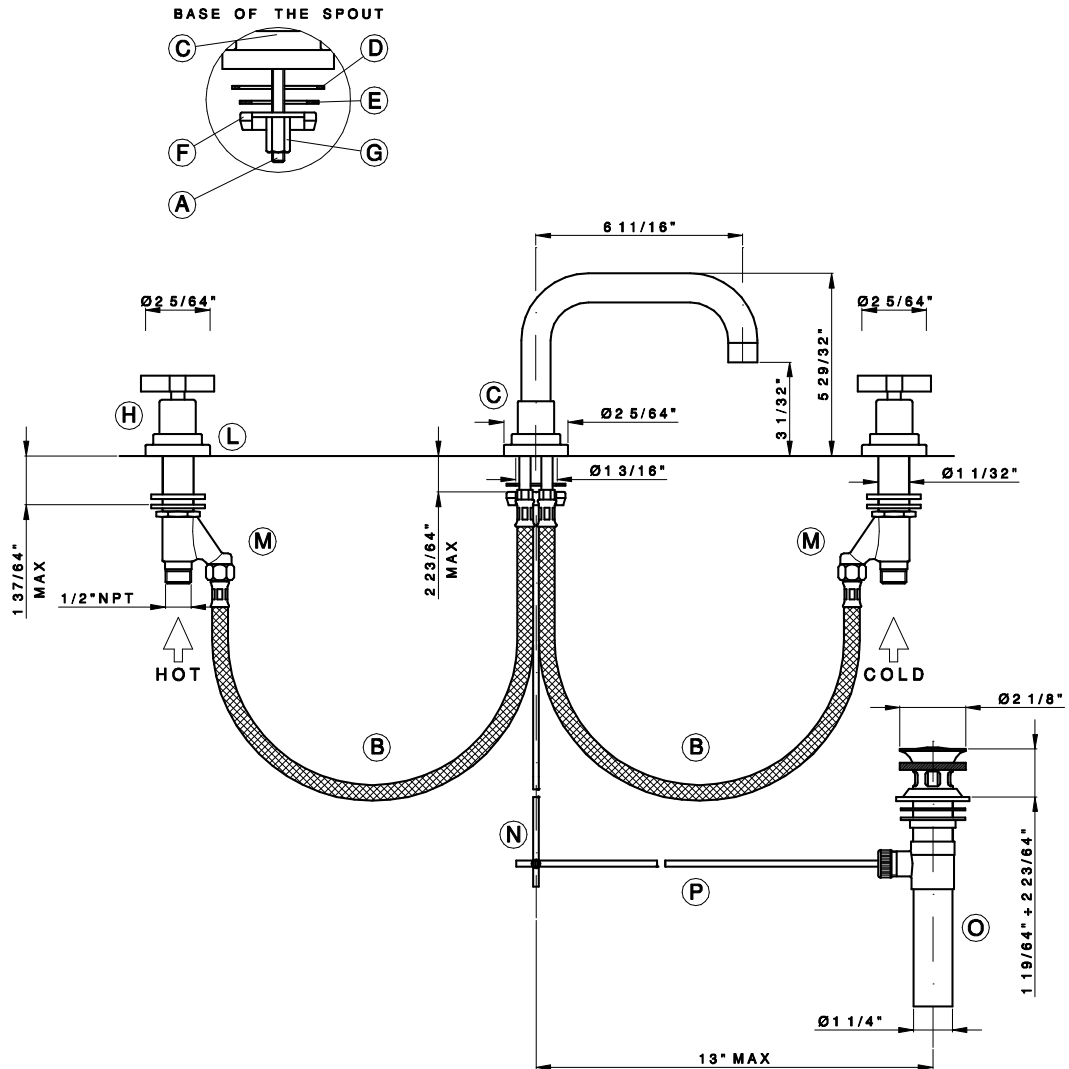 BASE OF THE SPOUT
C
D
E
F
G
A
6 11/16"
Ø2 5/64"
Ø2 5/64"
5 29/32"
3 1/32"
H
L
C
Ø2 5/64"
Ø1 3/16"
Ø1 1/32"
1 37/64"
MAX
2 23/64"
MAX
M
M
1/2"NPT
HOT
COLD
Ø2 1/8"
B
B
N
P
O
1 19/64" ÷ 2 23/64"
Ø1 1/4"
13" MAX